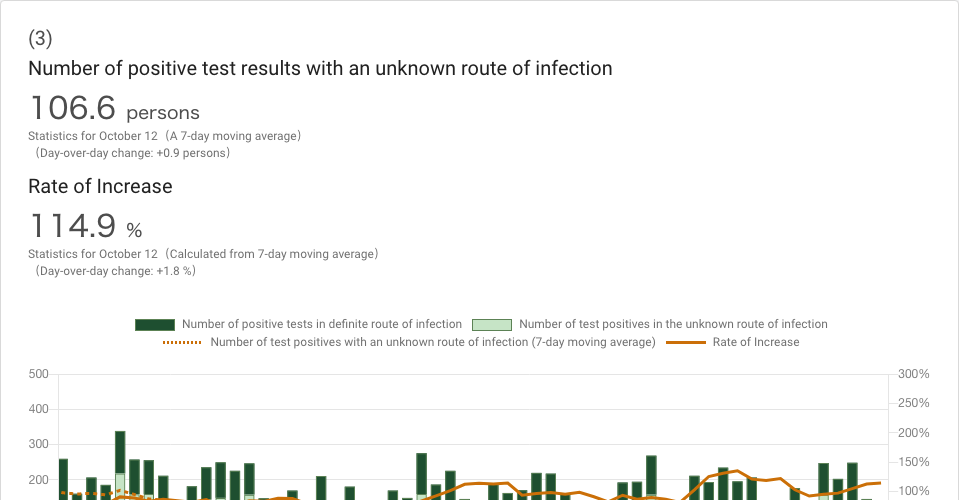 (3)
Number of positive test results with an unknown route of infection
106.6 persons
Statistics for October 12（A 7-day moving average）
（Day-over-day change: +0.9 persons）
Rate of Increase
114.9 %
Statistics for October 12（Calculated from 7-day moving average）
（Day-over-day change: +1.8 %）
Number of positive tests in definite route of infection Number of test positives in the unknown route of infection
Number of test positives with an unknown route of infection (7-day moving average) Rate of Increase
500 300%
400 250%
300 200%
200 150%
100%